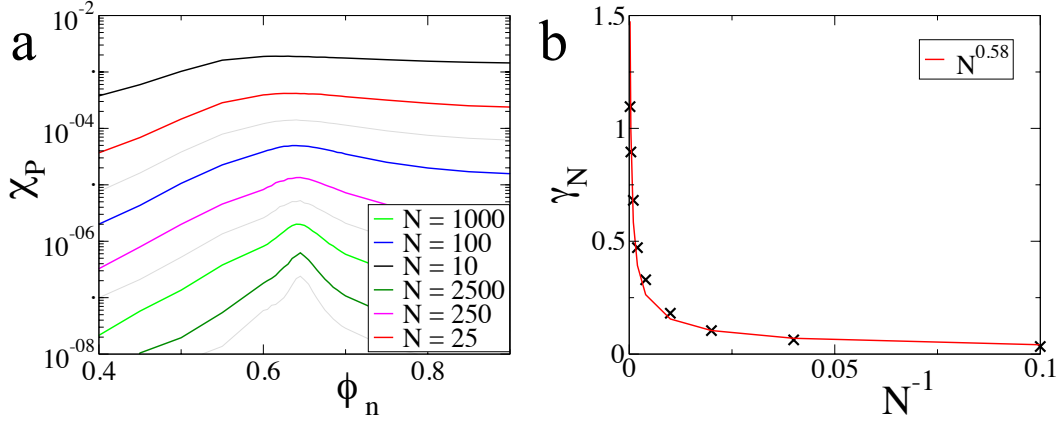 a
10^-2
10^-04
10^-06
10^-08
χ_P
0.4
0.6
0.8
ϕ_n
N = 1000
N = 100
N = 10
N = 2500
N = 250
N = 25
b
1.5
1
0.5
0
γ_N
0
0.05
0.1
N^-1
N^0.58